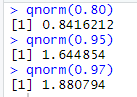 > qnorm(0.80)
[1] 0.8416212
> qnorm(0.95)
[1] 1.644854
> qnorm(0.97)
[1] 1.880794